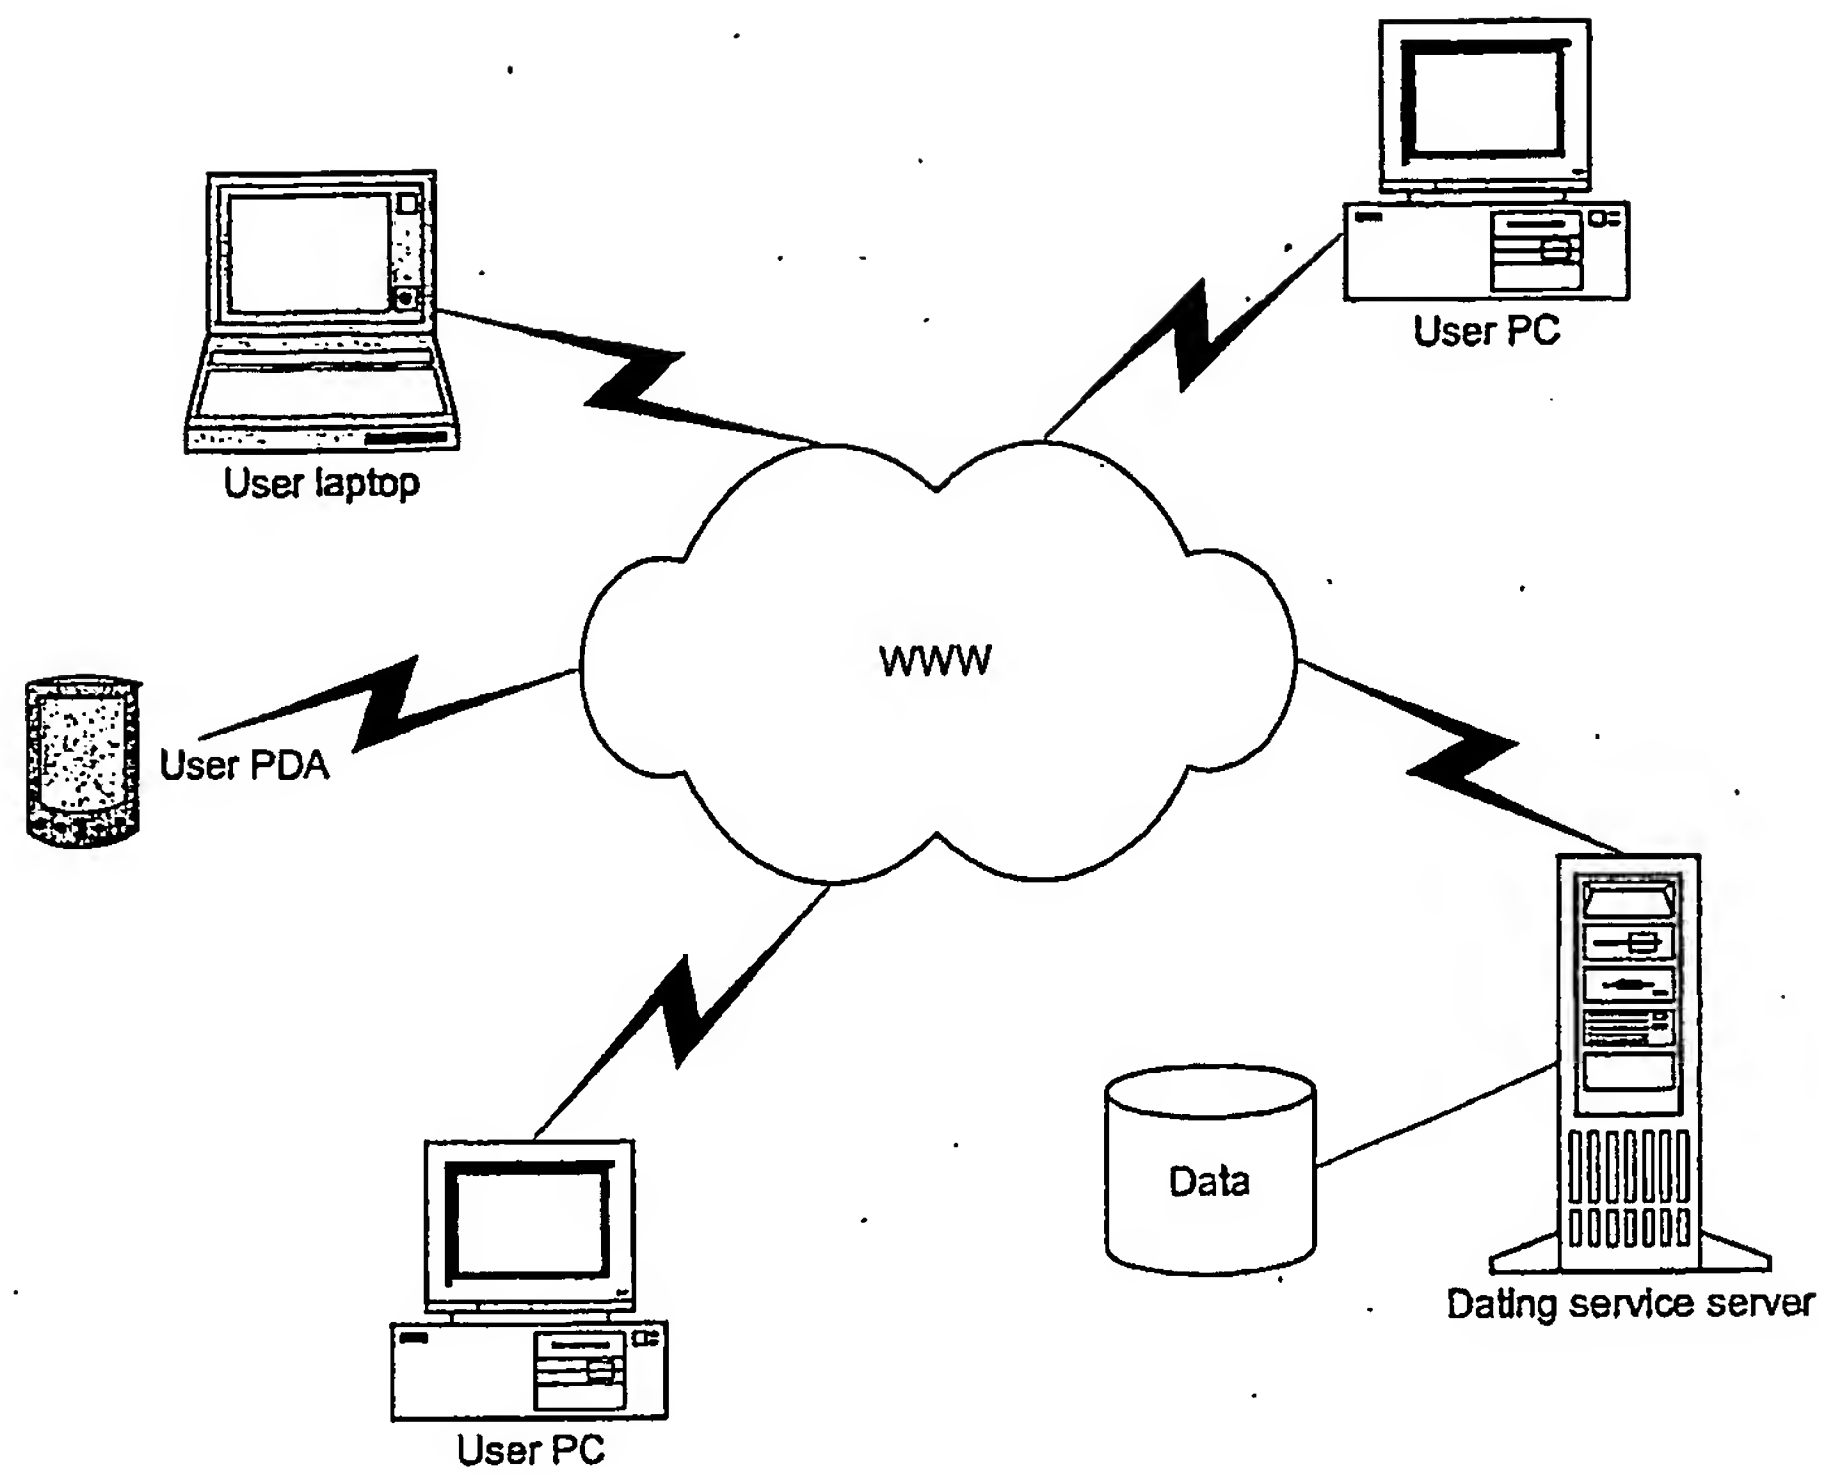 User PC
User laptop
WWW
User PDA
Data
Dating service server
User PC